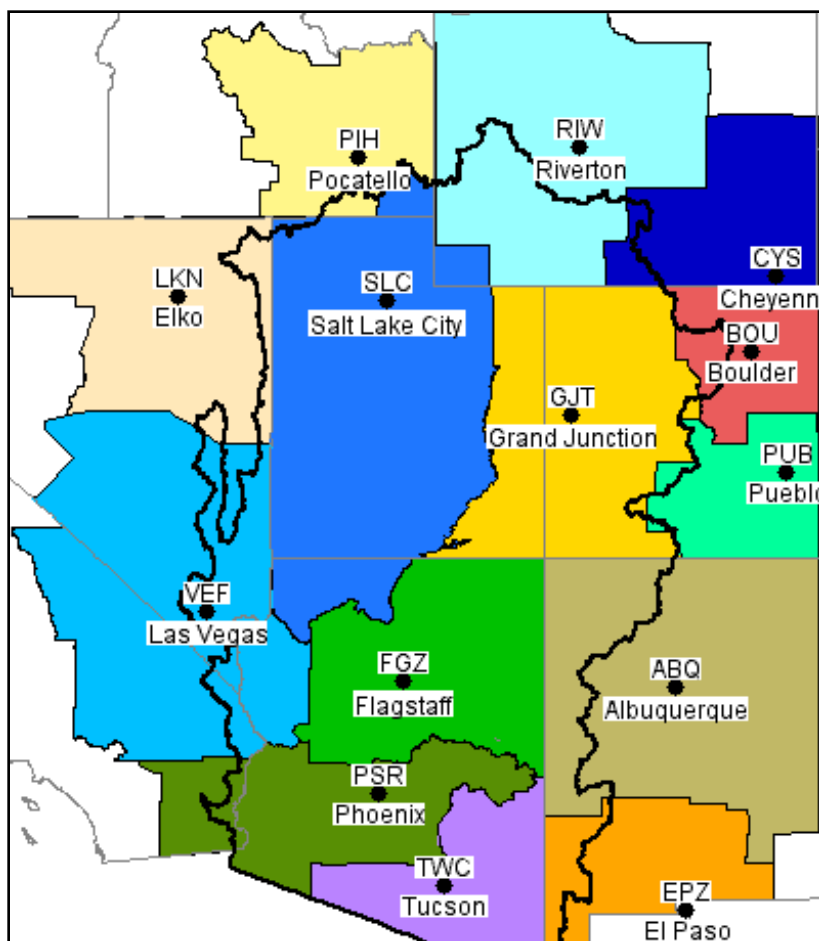 PIH
Pocatello
RIW
Riverton
CYS
Cheyenn
LKN
Elko
SLC
Salt Lake City
BOU
Boulder
GJT
Grand Junction
PUB
Pueblo
VEF
Las Vegas
FGZ
Flagstaff
ABQ
Albuquerque
PSR
Phoenix
TWC
Tucson
EPZ
El Paso